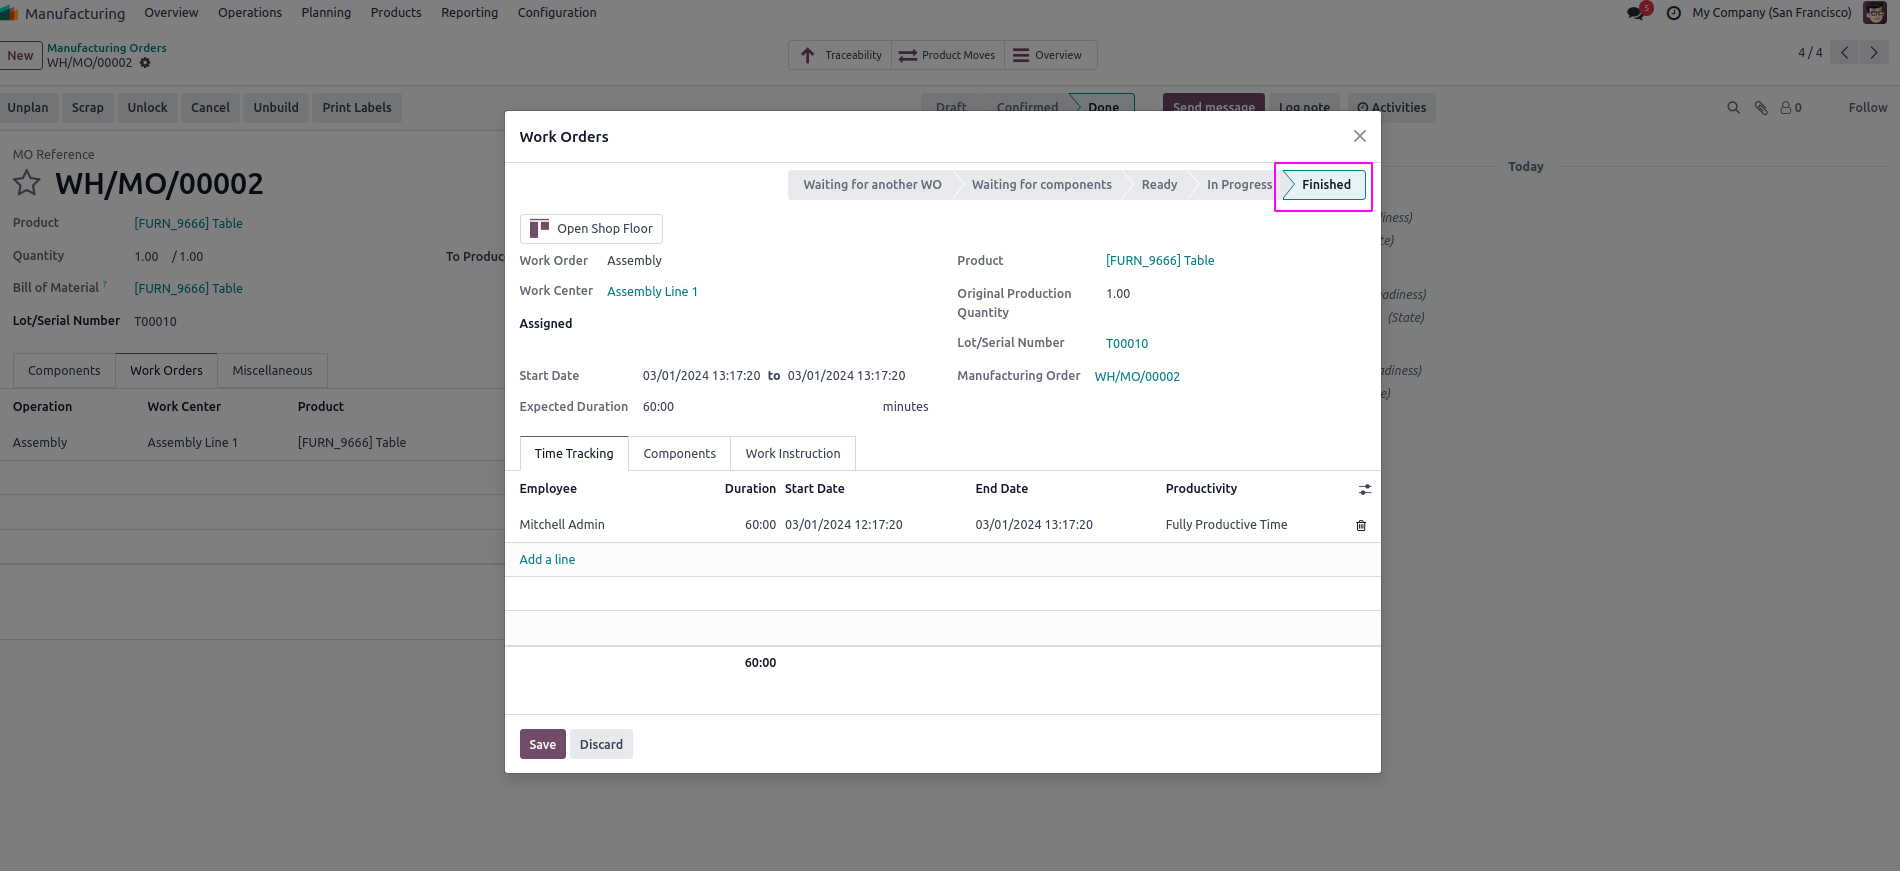 Manufacturing Overview Operations Planning Products Reporting Configuration 5 My Company (San Francisco)
New Manufacturing Orders
WH/MO/00002
Traceability Product Moves Overview
4 / 4
Unplan Scrap Unlock Cancel Unbuild Print Labels
Draft Confirmed Done Send message Log note Activities 0 Follow
Work Orders
MO Reference
WH/MO/00002
Today
Waiting for another WO Waiting for components Ready In Progress Finished
Product [FURN_9666] Table
Open Shop Floor
Quantity 1.00 / 1.00 To Produce
Work Order Assembly
Product [FURN_9666] Table
Bill of Material ? [FURN_9666] Table
Work Center Assembly Line 1
Original Production Quantity 1.00
(State)
Lot/Serial Number T00010
Assigned
Lot/Serial Number T00010
Components Work Orders Miscellaneous
Start Date 03/01/2024 13:17:20 to 03/01/2024 13:17:20
Manufacturing Order WH/MO/00002
Operation Work Center Product
Expected Duration 60:00 minutes
Assembly Assembly Line 1 [FURN_9666] Table
Time Tracking Components Work Instruction
Employee Duration Start Date End Date Productivity
Mitchell Admin 60:00 03/01/2024 12:17:20 03/01/2024 13:17:20 Fully Productive Time
Add a line
60:00
Save Discard